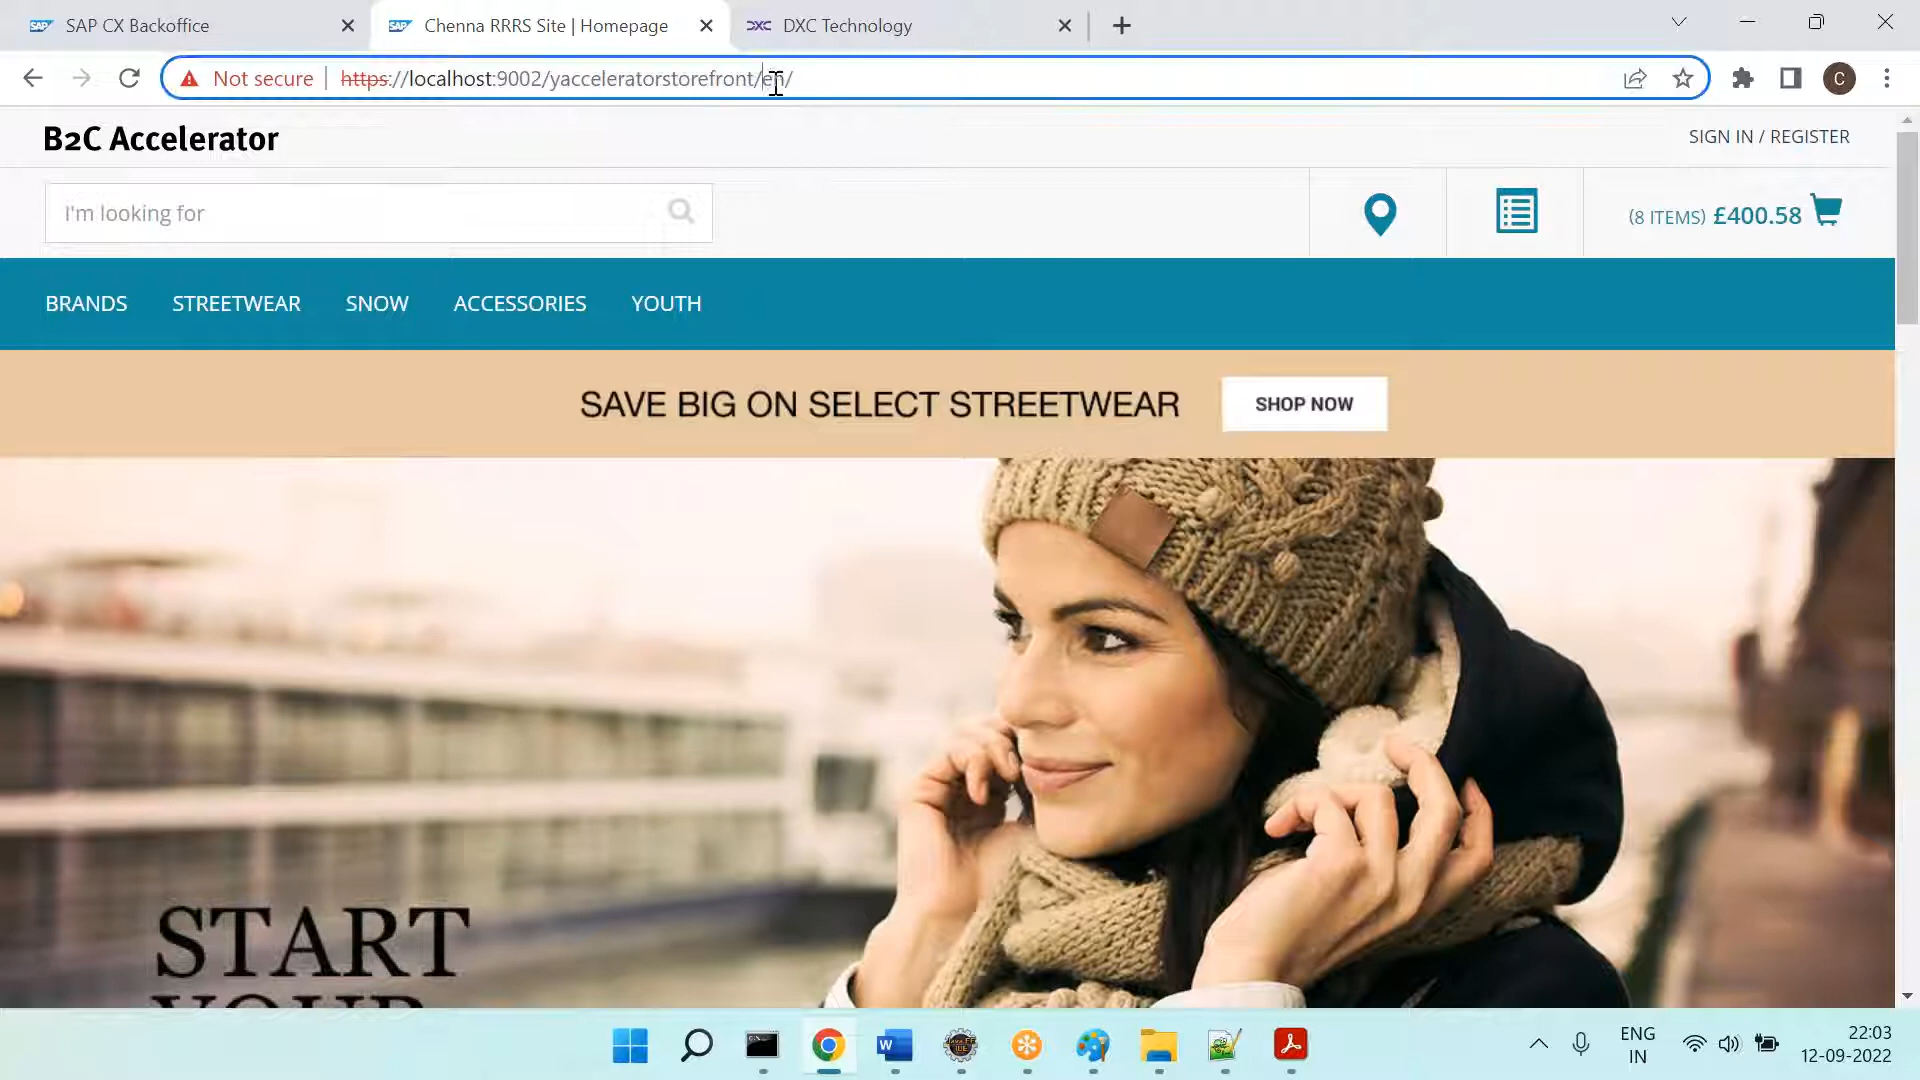 SAP CX Backoffice
Chenna RRRS Site | Homepage
DXC Technology
Not secure
https://localhost:9002/yacceleratorstorefront/en/
C
B2C Accelerator
SIGN IN / REGISTER
I'm looking for
(8 ITEMS) £400.58
BRANDS
STREETWEAR
SNOW
ACCESSORIES
YOUTH
SAVE BIG ON SELECT STREETWEAR
SHOP NOW
START
YOUR
ENG
IN
22:03
12-09-2022